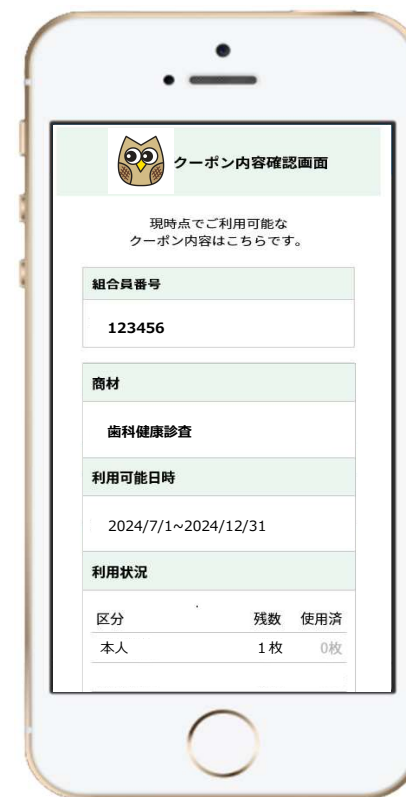 クーポン内容確認画面
現時点でご利用可能な
クーポン内容はこちらです。
組合員番号
123456
商材
歯科健康診査
利用可能日時
2024/7/1~2024/12/31
利用状況
区分 残数 使用済
本人 1枚 0枚